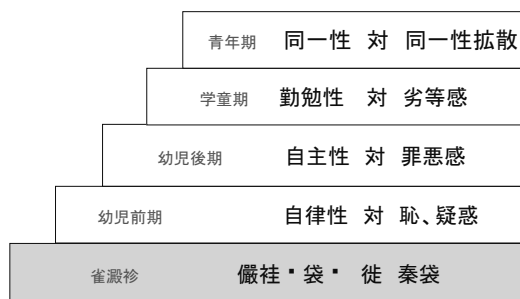 青年期 同一性 対 同一性拡散
学童期 勤勉性 対 劣等感
幼児後期 自主性 対 罪悪感
幼児前期 自律性 対 恥、疑惑
雀澱袗 儼袿▪袋▪ 徙 秦袋